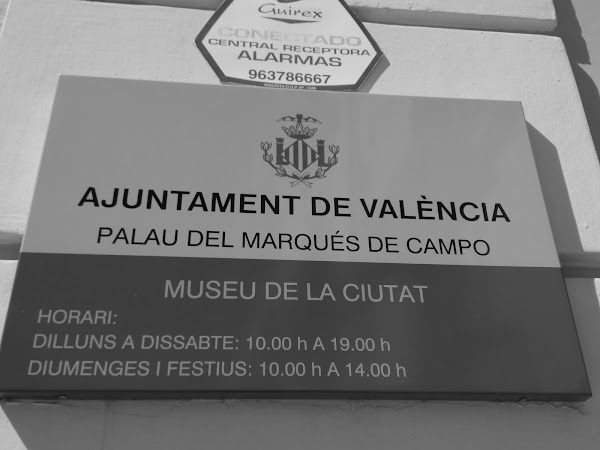 Guirex
CONECTADO
CENTRAL RECEPTORA
ALARMAS
963786667
AJUNTAMENT DE VALÈNCIA
PALAU DEL MARQUÉS DE CAMPO
MUSEU DE LA CIUTAT
HORARI:
DILLUNS A DISSABTE: 10.00 h A 19.00 h
DIUMENGES I FESTIUS: 10.00 h A 14.00 h